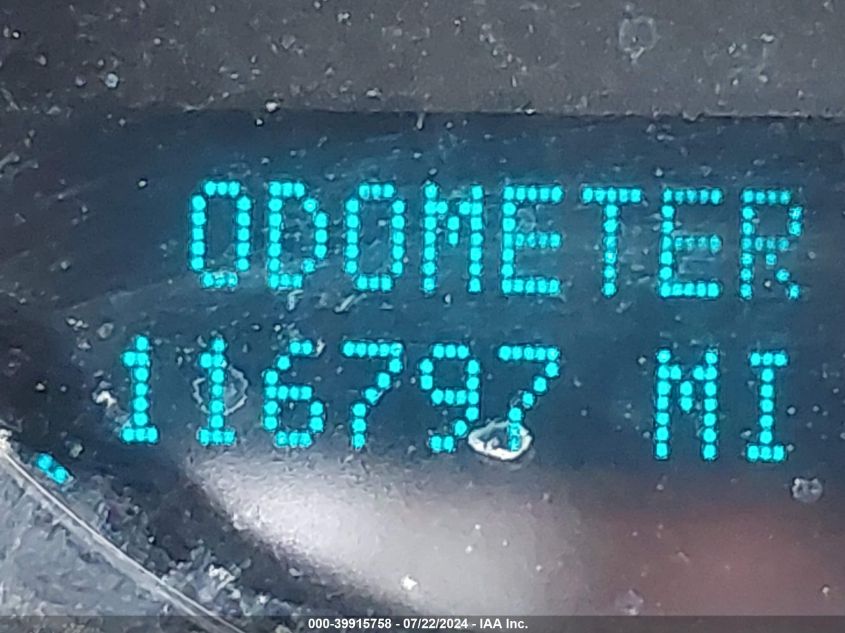 ODOMETER
116797 MI
000-39915758 - 07/22/2024 - IAA Inc.